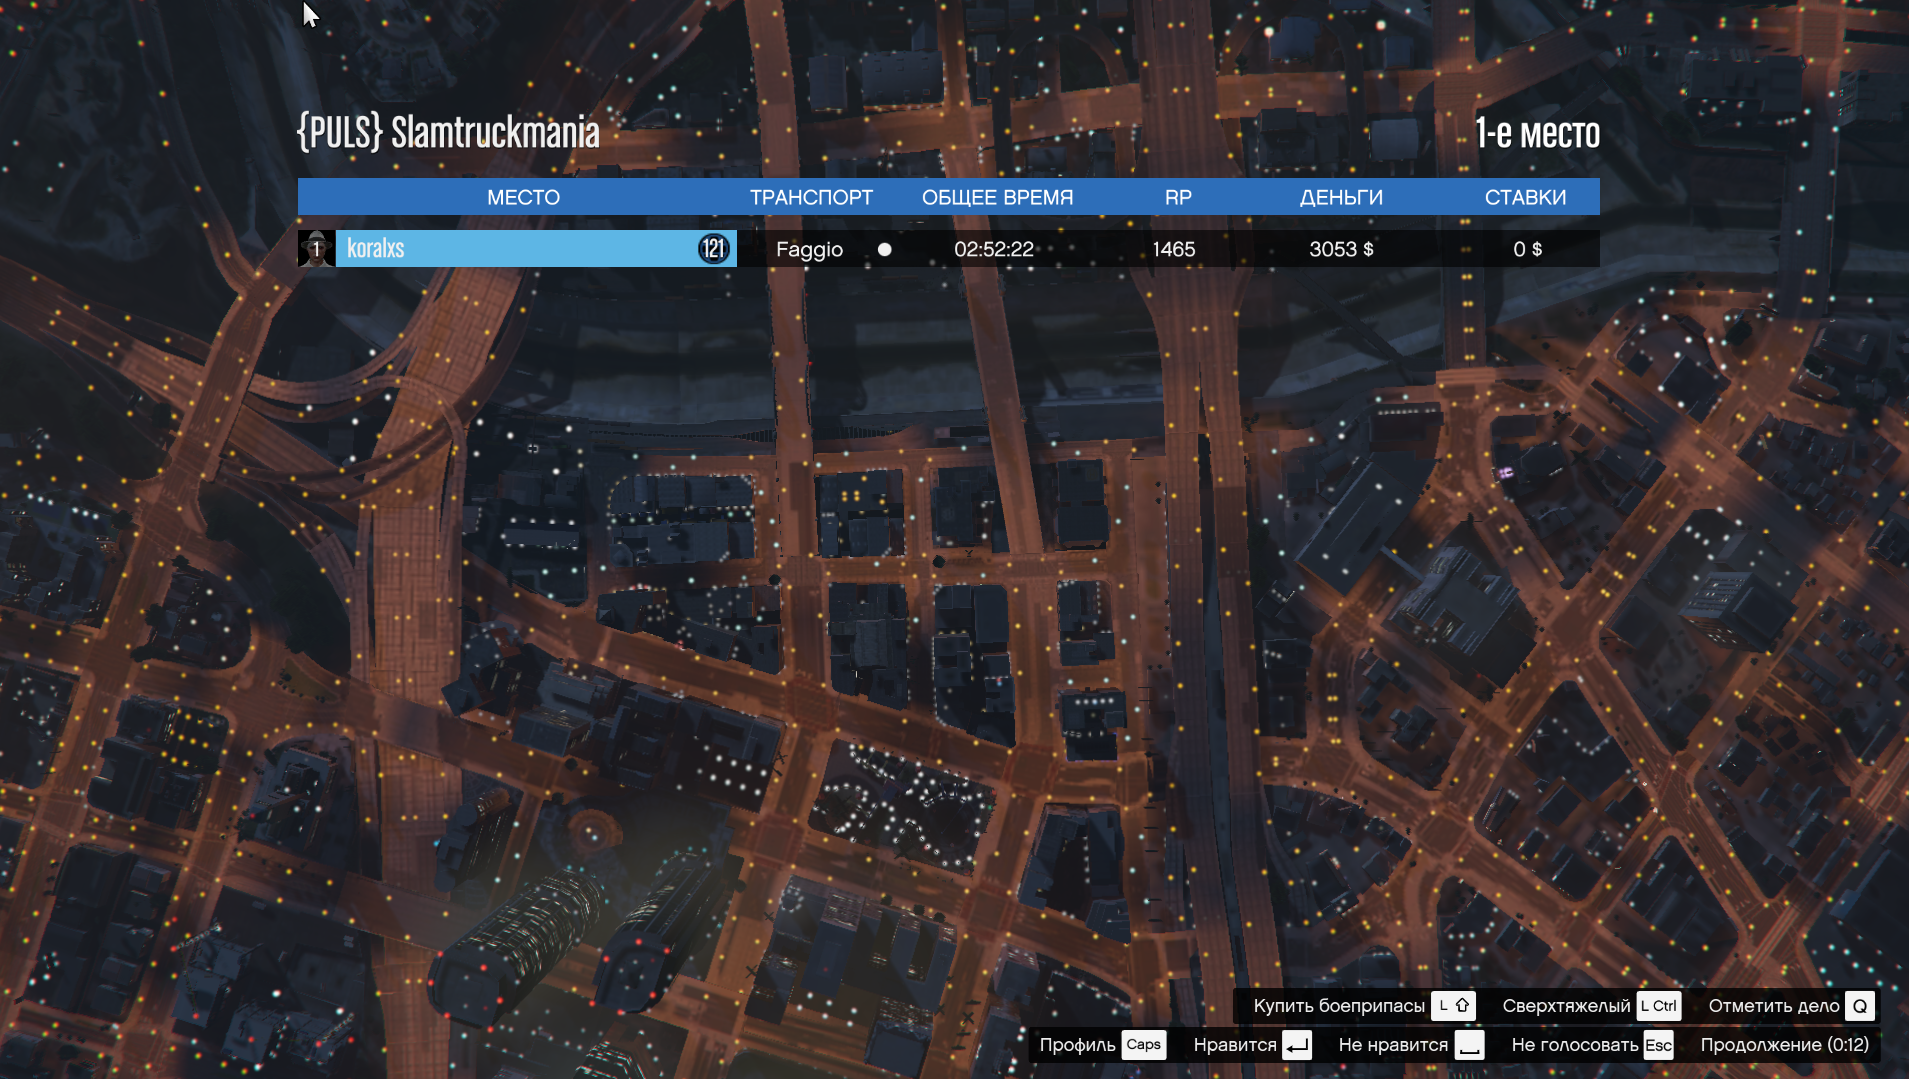 {PULS} Slamtruckmania
1-е место
МЕСТО ТРАНСПОРТ ОБЩЕЕ ВРЕМЯ RP ДЕНЬГИ СТАВКИ
1 koralxs 121 Faggio 02:52:22 1465 3053 $ 0 $
Купить боеприпасы L ⇧ Сверхтяжелый L Ctrl Отметить дело Q
Профиль Caps Нравится Не нравится Не голосовать Esc Продолжение (0:12)